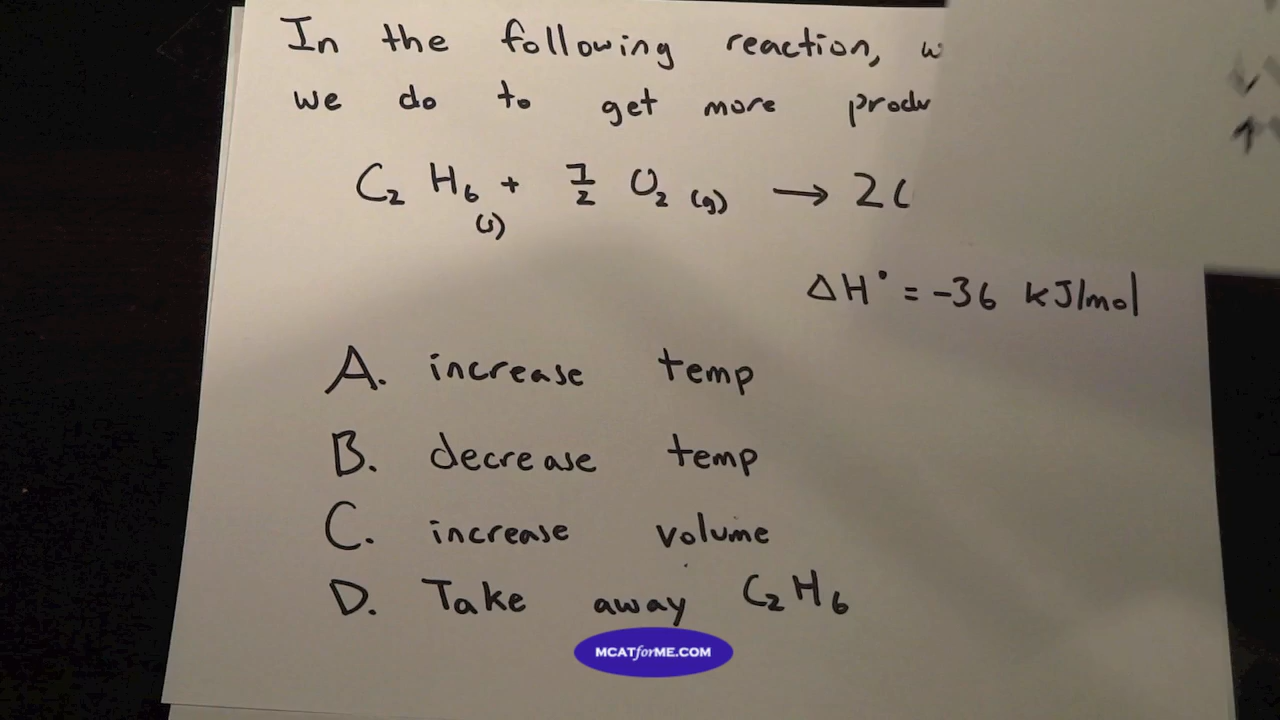 In the following reaction,
we do to get more
C₂ H₆ (s) + 7/2 O₂ (g) → 2
ΔH° = -36 kJ/mol
A. increase temp
B. decrease temp
C. increase volume
D. Take away C₂H₆
MCATforME.COM